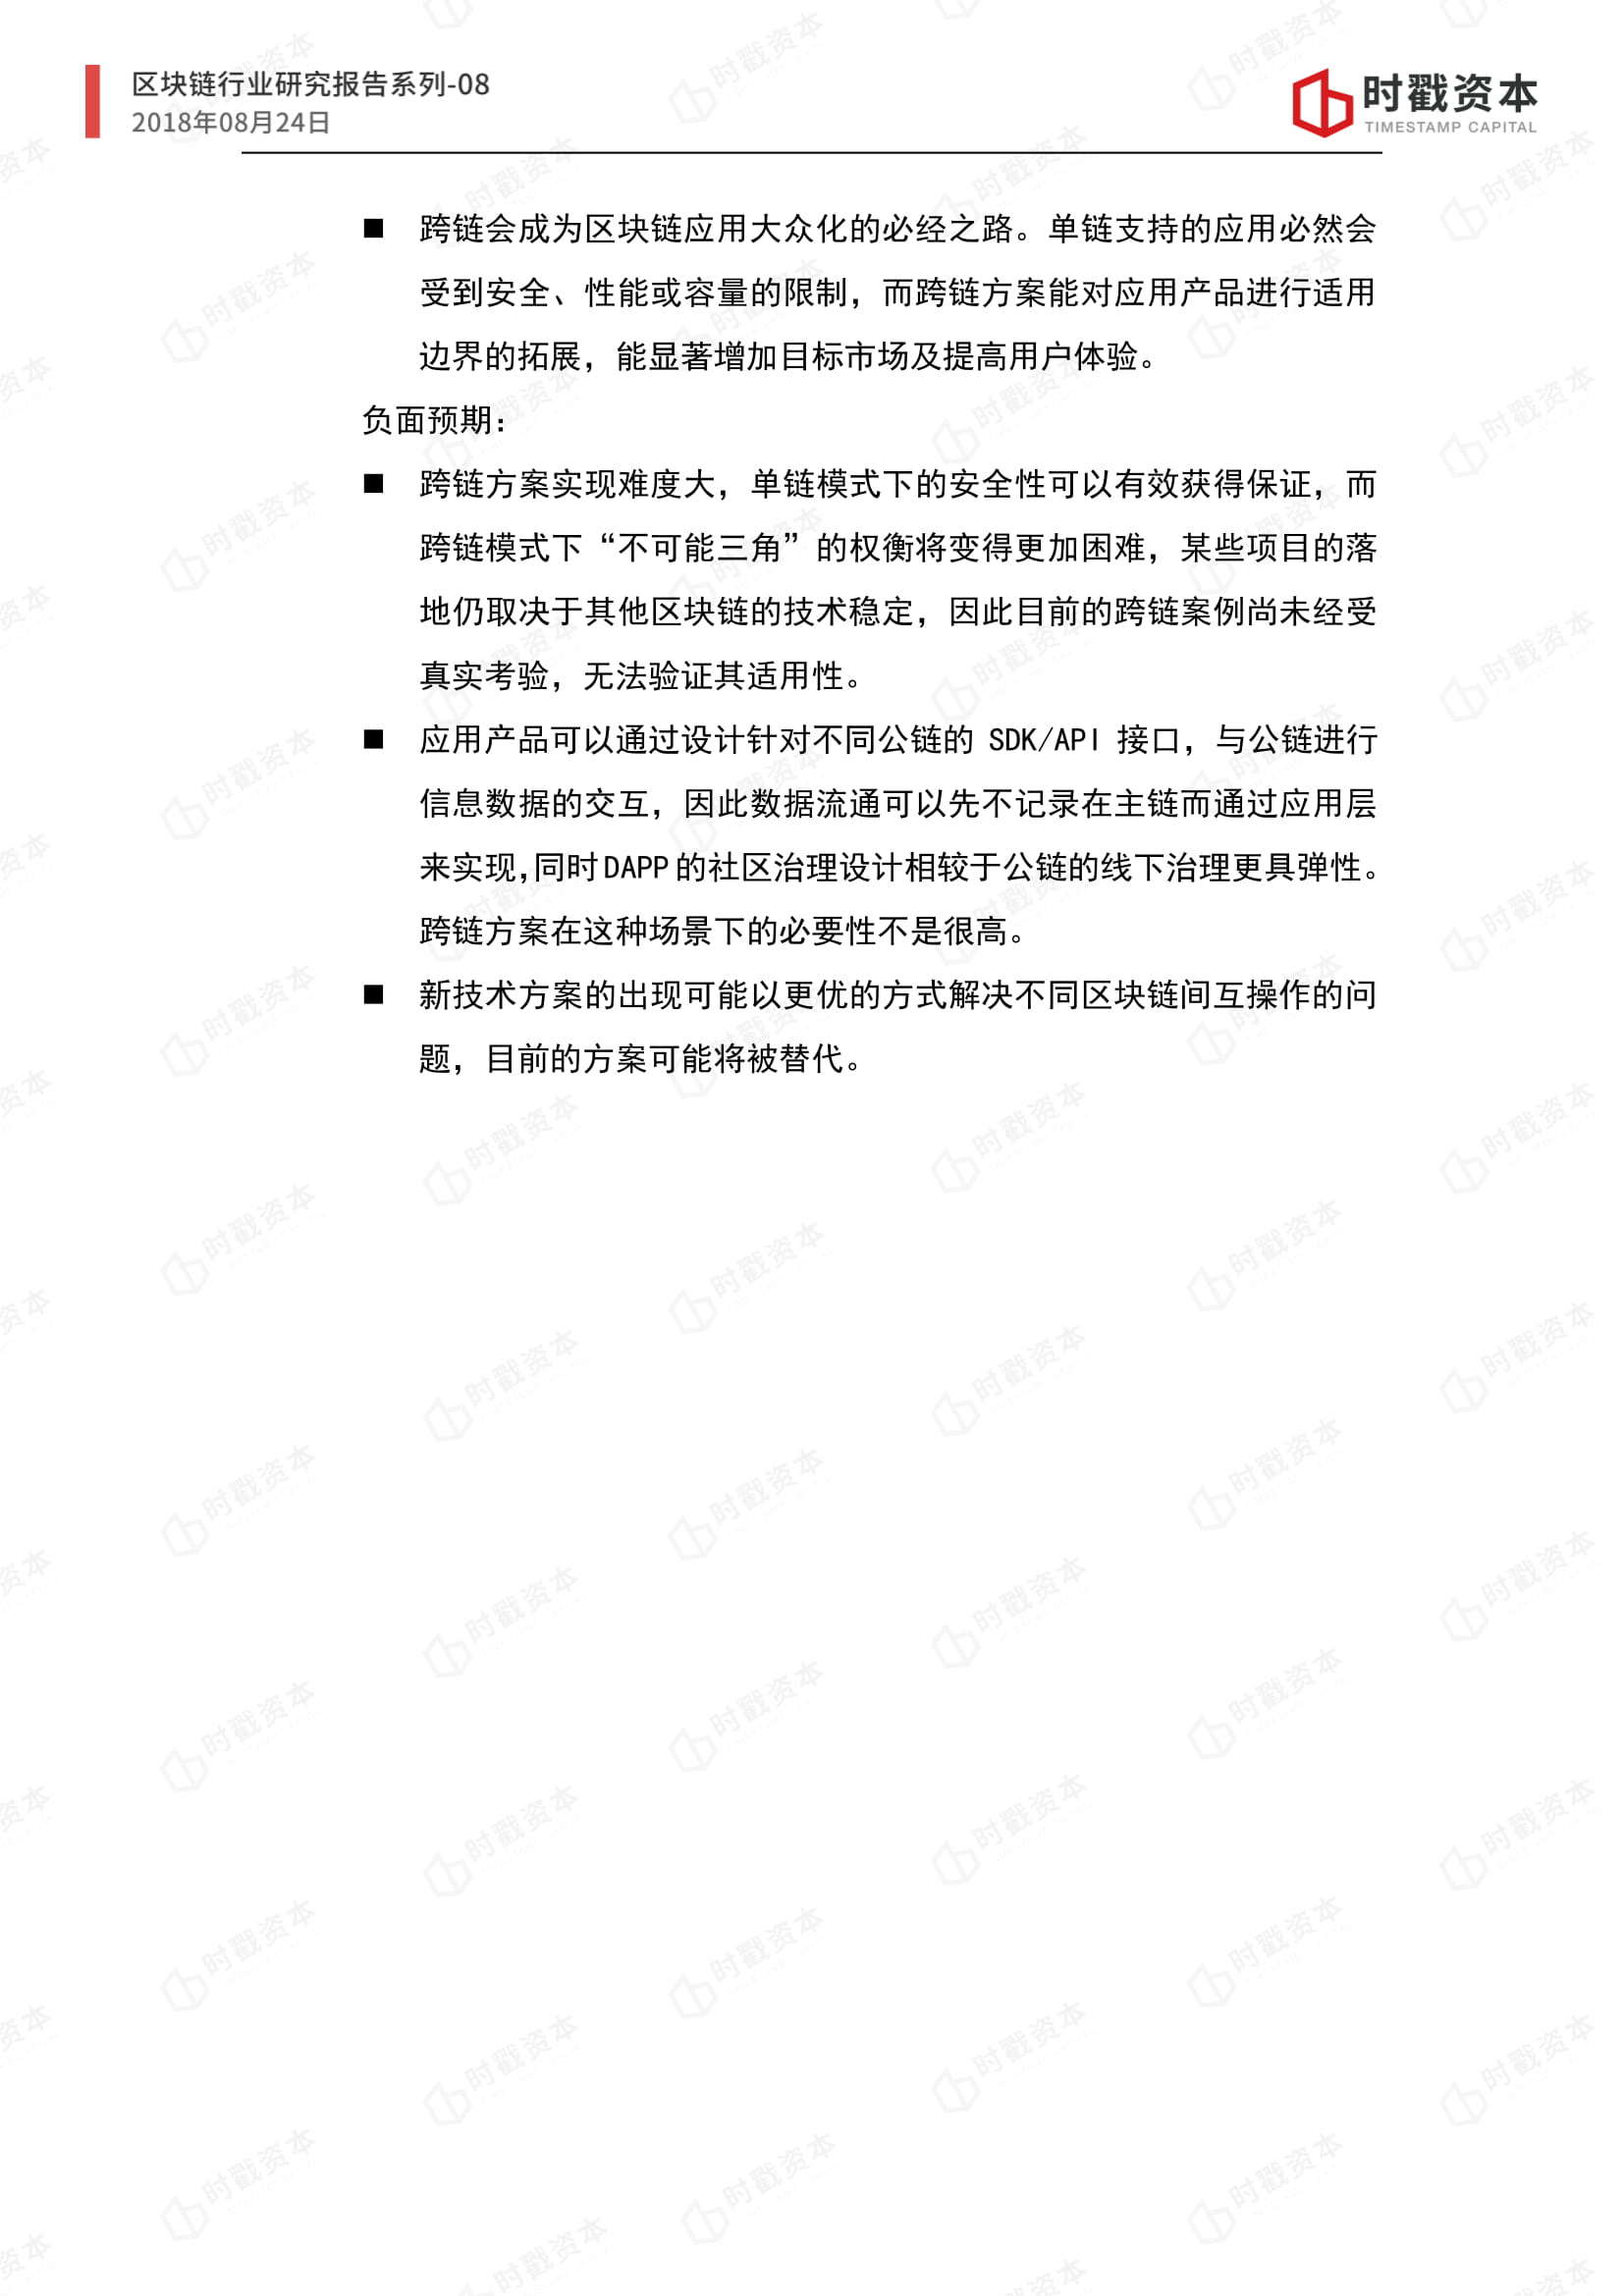 区块链行业研究报告系列-08
2018年08月24日
时戳资本
TIMESTAMP CAPITAL
■ 跨链会成为区块链应用大众化的必经之路。单链支持的应用必然会
受到安全、性能或容量的限制，而跨链方案能对应用产品进行适用
边界的拓展，能显著增加目标市场及提高用户体验。
负面预期：
■ 跨链方案实现难度大，单链模式下的安全性可以有效获得保证，而
跨链模式下“不可能三角”的权衡将变得更加困难，某些项目的落
地仍取决于其他区块链的技术稳定，因此目前的跨链案例尚未经受
真实考验，无法验证其适用性。
■ 应用产品可以通过设计针对不同公链的 SDK/API 接口，与公链进行
信息数据的交互，因此数据流通可以先不记录在主链而通过应用层
来实现，同时DAPP的社区治理设计相较于公链的线下治理更具弹性。
跨链方案在这种场景下的必要性不是很高。
■ 新技术方案的出现可能以更优的方式解决不同区块链间互操作的问
题，目前的方案可能将被替代。